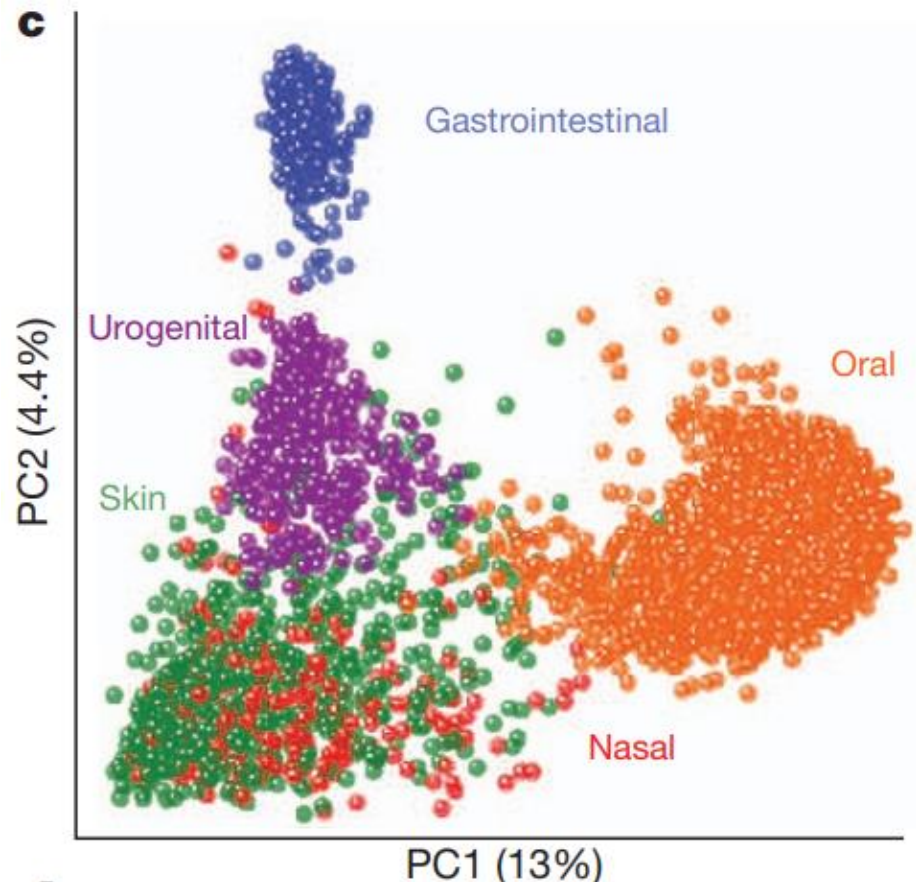 c
Gastrointestinal
Urogenital
Oral
Skin
Nasal
PC2 (4.4%)
PC1 (13%)